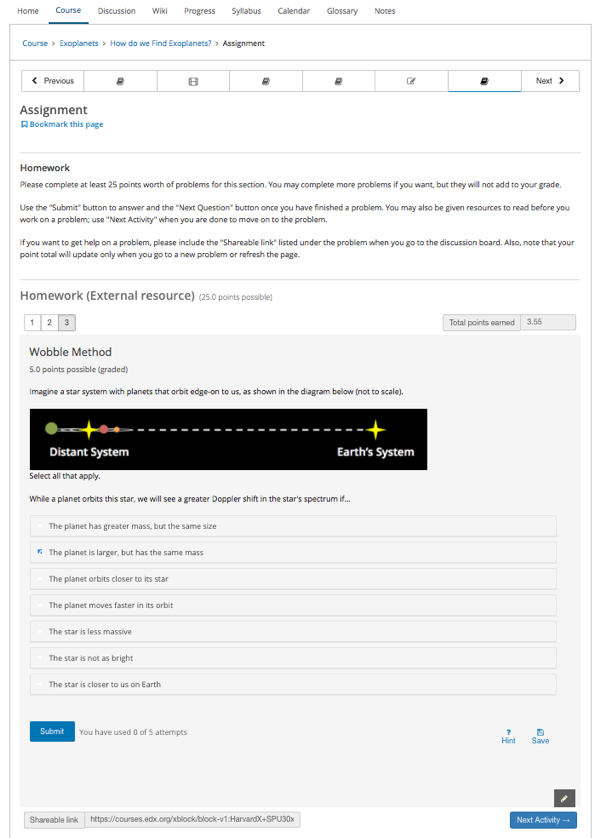 Home Course Discussion Wiki Progress Syllabus Calendar Glossary Notes
Course > Exoplanets > How do we Find Exoplanets? > Assignment
Previous Next
Assignment
Bookmark this page
Homework
Please complete at least 25 points worth of problems for this section. You may complete more problems if you want, but they will not add to your grade.
Use the "Submit" button to answer and the "Next Question" button once you have finished a problem. You may also be given resources to read before you
work on a problem; use "Next Activity" when you are done to move on to the problem.
If you want to get help on a problem, please include the "Shareable link" listed under the problem when you go to the discussion board. Also, note that your
point total will update only when you go to a new problem or refresh the page.
Homework (External resource) (25.0 points possible)
1 2 3 Total points earned 3.55
Wobble Method
5.0 points possible (graded)
Imagine a star system with planets that orbit edge-on to us, as shown in the diagram below (not to scale).
Distant System Earth's System
Select all that apply.
While a planet orbits this star, we will see a greater Doppler shift in the star's spectrum if...
The planet has greater mass, but the same size
The planet is larger, but has the same mass
The planet orbits closer to its star
The planet moves faster in its orbit
The star is less massive
The star is not as bright
The star is closer to us on Earth
Submit You have used 0 of 5 attempts
? Hint Save
Shareable link https://courses.edx.org/xblock/block-v1:HarvardX+SPU30x Next Activity →